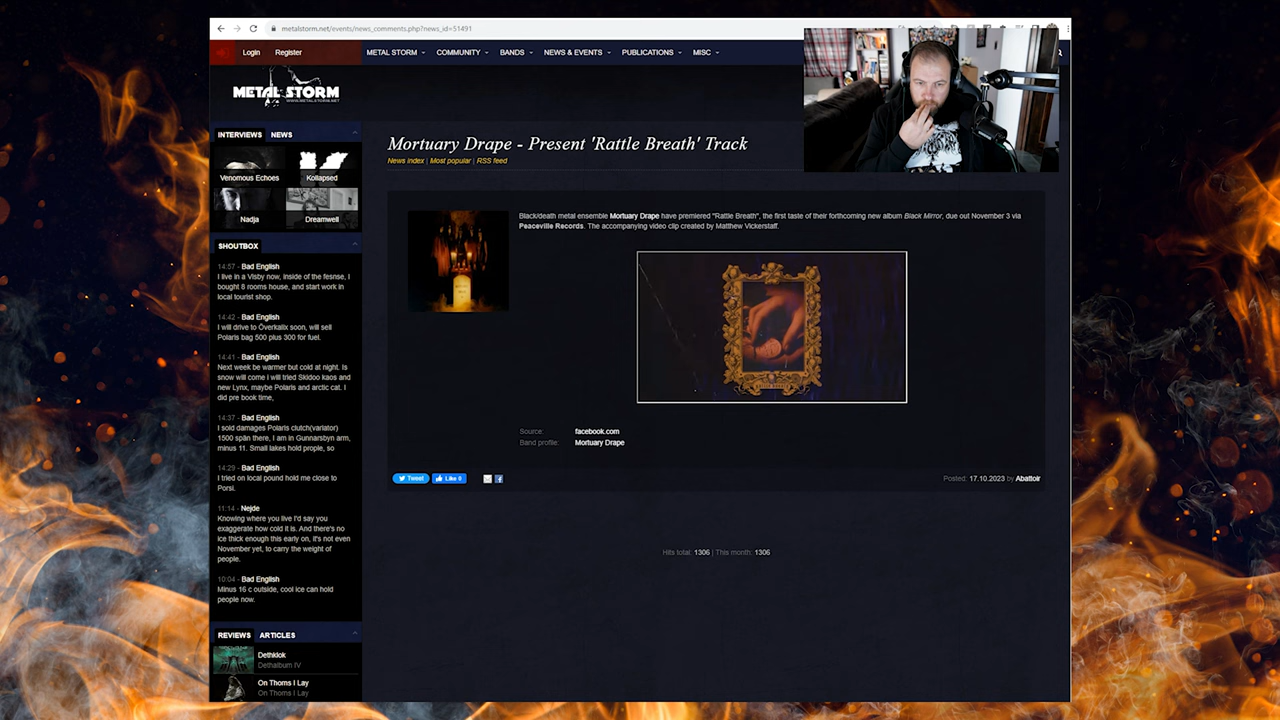 metalstorm.net/events/news_comments.php?news_id=51491
Login Register METAL STORM COMMUNITY BANDS NEWS & EVENTS PUBLICATIONS MISC
METAL STORM
WWW.METALSTORM.NET
INTERVIEWS NEWS
Venomous Echoes Kollapsed
Nadja Dreamwell
SHOUTBOX
14:57 - Bad English
I live in a Visby now, inside of the fesnse, I
bought 8 rooms house, and start work in
local tourist shop.
14:42 - Bad English
I will drive to Överkalix soon, will sell
Polaris bag 500 plus 300 for fuel.
14:41 - Bad English
Next week be warmer but cold at night. Is
snow will come i will tried Skidoo kaos and
new Lynx, maybe Polaris and arctic cat. I
did pre book time,
14:37 - Bad English
I sold damages Polaris clutch(variator)
1500 spän there, I am in Gunnarsbyn arm,
minus 11. Small lakes hold prople, so
14:29 - Bad English
I tried on local pound hold me close to
Porsi.
11:14 - Nejde
Knowing where you live I'd say you
exaggerate how cold it is. And there's no
ice thick enough this early on, it's not even
November yet, to carry the weight of
people.
10:04 - Bad English
Minus 16 c outside, cool ice can hold
people now.
REVIEWS ARTICLES
Dethklok
Dethalbum IV
On Thorns I Lay
On Thorns I Lay
Mortuary Drape - Present 'Rattle Breath' Track
News index | Most popular | RSS feed
Black/death metal ensemble Mortuary Drape have premiered "Rattle Breath", the first taste of their forthcoming new album Black Mirror, due out November 3 via
Peaceville Records. The accompanying video clip created by Matthew Vickerstaff.
Source: facebook.com
Band profile: Mortuary Drape
Tweet Like 0
Posted: 17.10.2023 by Abattoir
Hits total: 1306 | This month: 1306